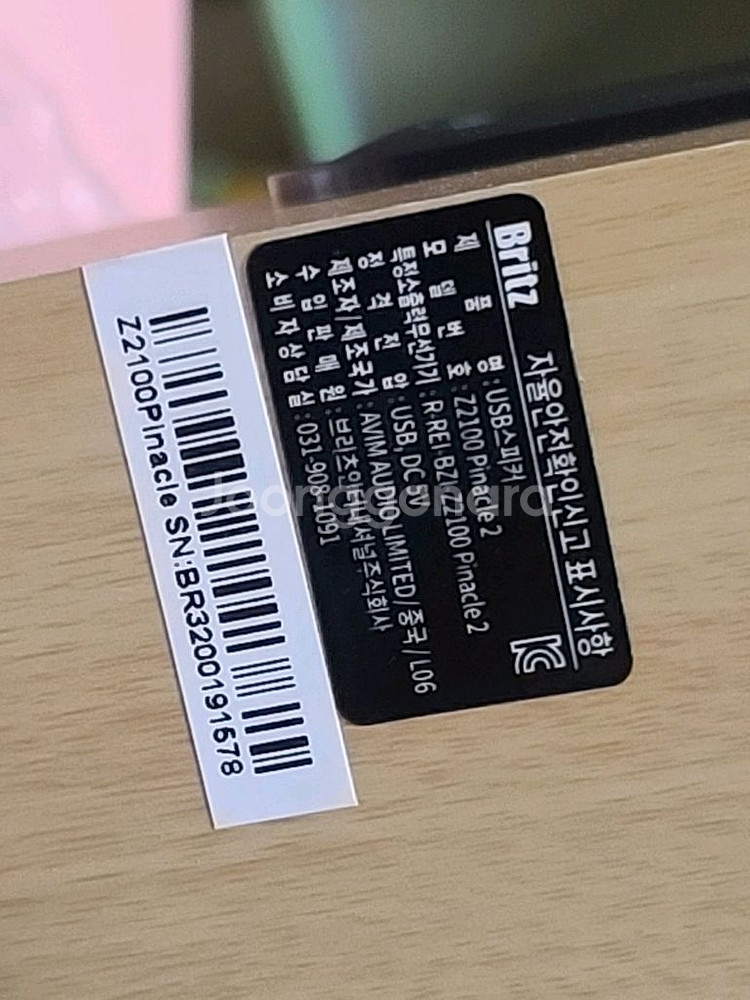 Britz 자율안전확인신고 표시사항
제품명 : USB스피커
모델번호 : Z2100 Pinacle 2
특정소출력무선기기 : R-REI-BZ 2100 Pinacle 2
정격전압 : USB, DC
제조자/제조국가 : AVIM AUDIO LIMITED / 중국 / L06
수입판매원 : 브리츠인터내셔널주식회사
소비자상담실 : 031-908-1091
Z2100Pinacle SN:BR3200191578
Jeonggonara